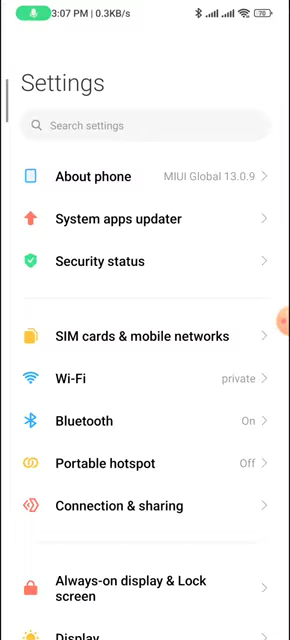 3:07 PM | 0.3KB/s
70
Settings
Search settings
About phone MIUI Global 13.0.9
System apps updater
Security status
SIM cards & mobile networks
Wi-Fi private
Bluetooth On
Portable hotspot Off
Connection & sharing
Always-on display & Lock
screen
Display